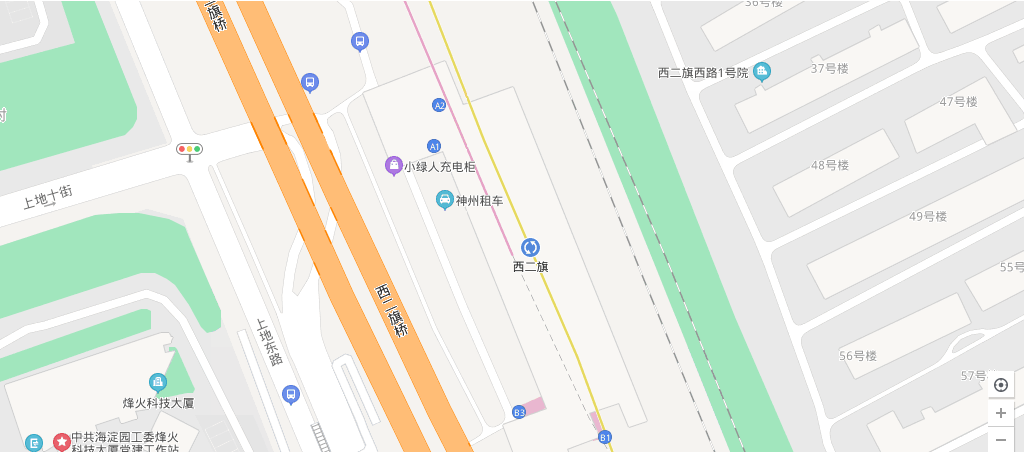 旗桥
36号楼
西二旗西路1号院
37号楼
47号楼
村
A2
A1
小绿人充电柜
48号楼
上地十街
神州租车
49号楼
西二旗
55号
西二旗桥
上地东路
56号楼
57号
烽火科技大厦
B3
B1
中共海淀园工委烽火
科技大厦党建工作站